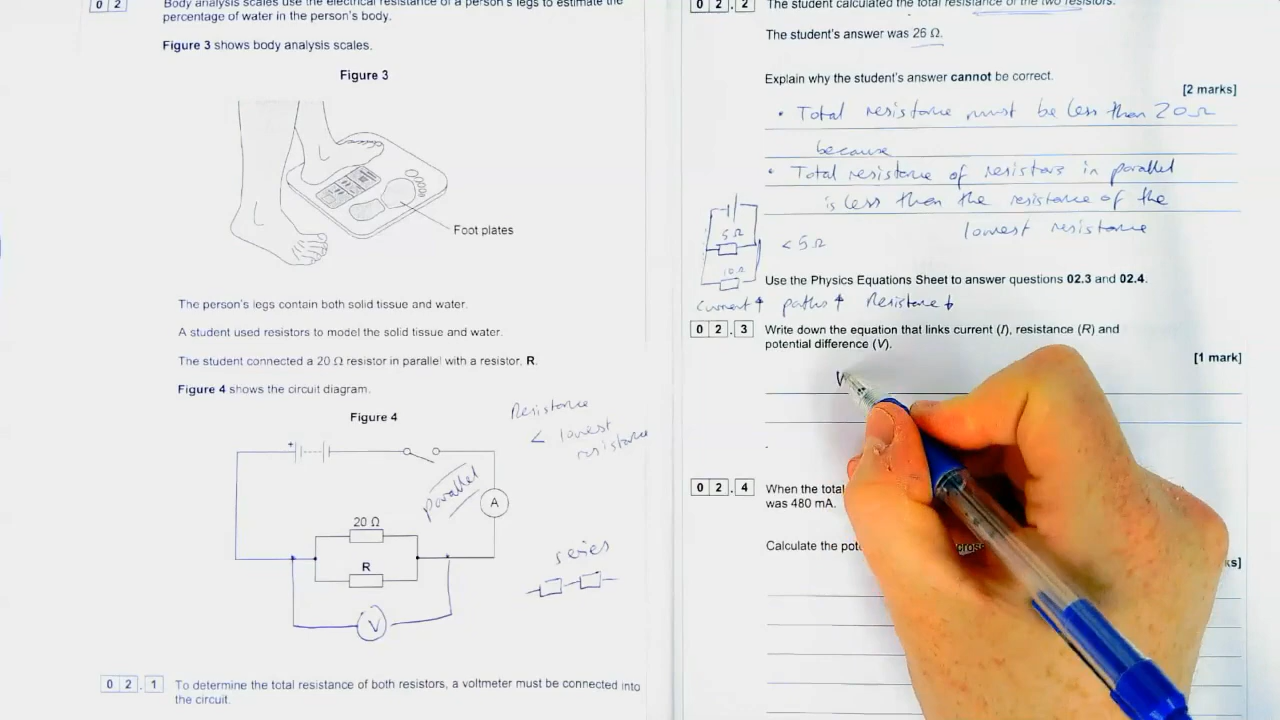 0 2
Body analysis scales use the electrical resistance of a person's legs to estimate the
percentage of water in the person's body.
Figure 3 shows body analysis scales.
Figure 3
Foot plates
The person's legs contain both solid tissue and water.
A student used resistors to model the solid tissue and water.
The student connected a 20 Ω resistor in parallel with a resistor, R.
Figure 4 shows the circuit diagram.
Figure 4
Resistance
< lowest
resistance
+
parallel
A
20 Ω
R
series
V
0 2 . 1 To determine the total resistance of both resistors, a voltmeter must be connected into
the circuit.
0 2 . 2 The student calculated the total resistance of the two resistors.
The student's answer was 26 Ω.
Explain why the student's answer cannot be correct.
[2 marks]
• Total resistance must be less than 20Ω
because
• Total resistance of resistors in parallel
is less than the resistance of the
lowest resistance
5Ω
10Ω
< 5Ω
Use the Physics Equations Sheet to answer questions 02.3 and 02.4.
Current↑ paths↑ Resistance↓
0 2 . 3 Write down the equation that links current (I), resistance (R) and
potential difference (V).
[1 mark]
V
0 2 . 4 When the total
was 480 mA.
Calculate the